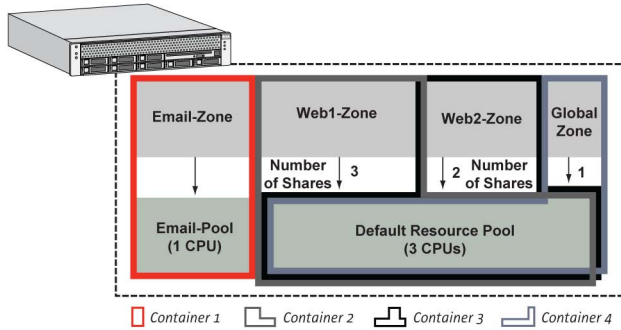 Email-Zone
Web1-Zone
Web2-Zone
Global
Zone
Number
of Shares
3
2
Number
of Shares
1
Email-Pool
(1 CPU)
Default Resource Pool
(3 CPUs)
Container 1
Container 2
Container 3
Container 4